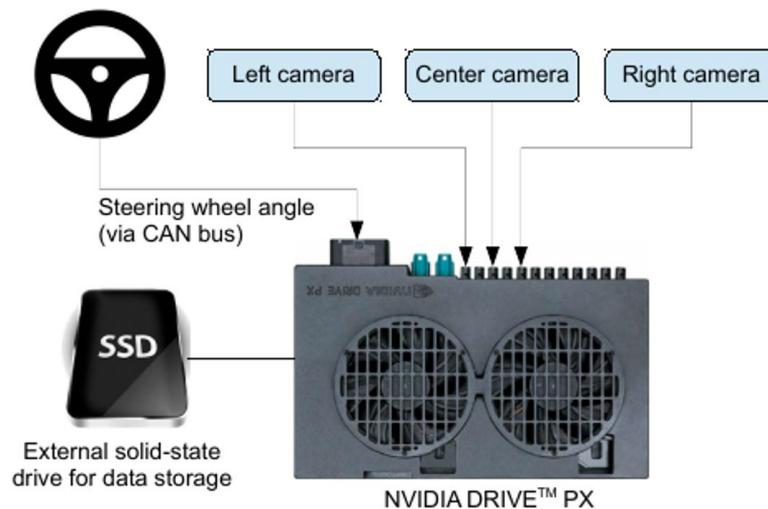 Left camera
Center camera
Right camera
Steering wheel angle
(via CAN bus)
NVIDIA DRIVE PX
SSD
External solid-state
drive for data storage
NVIDIA DRIVE™ PX